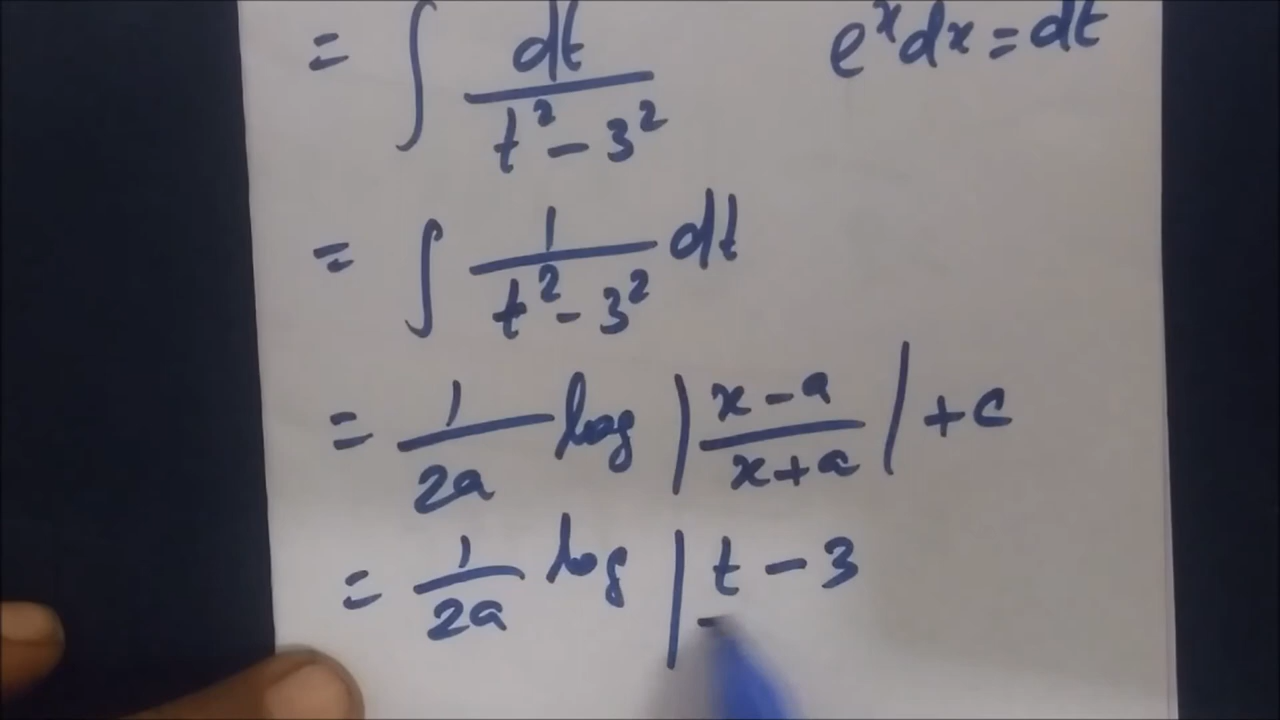 = ∫ dt / (t² - 3²)    eˣdx = dt
= ∫ 1 / (t² - 3²) dt
= 1/2a log | (x - a) / (x + a) | + c
= 1/2a log | t - 3